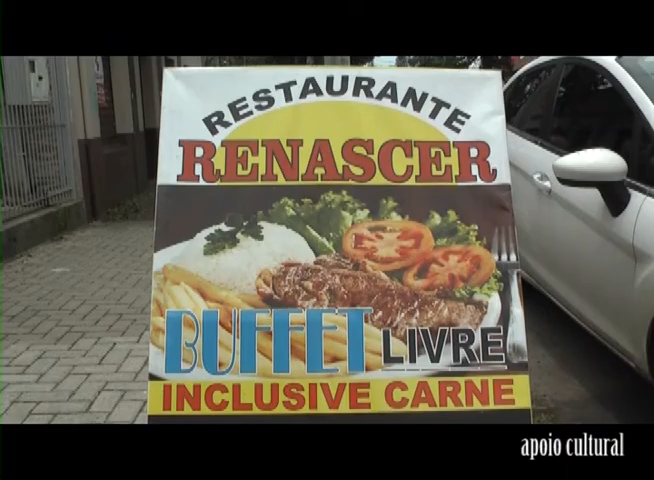 RESTAURANTE
RENASCER
BUFFET LIVRE
INCLUSIVE CARNE
apoio cultural